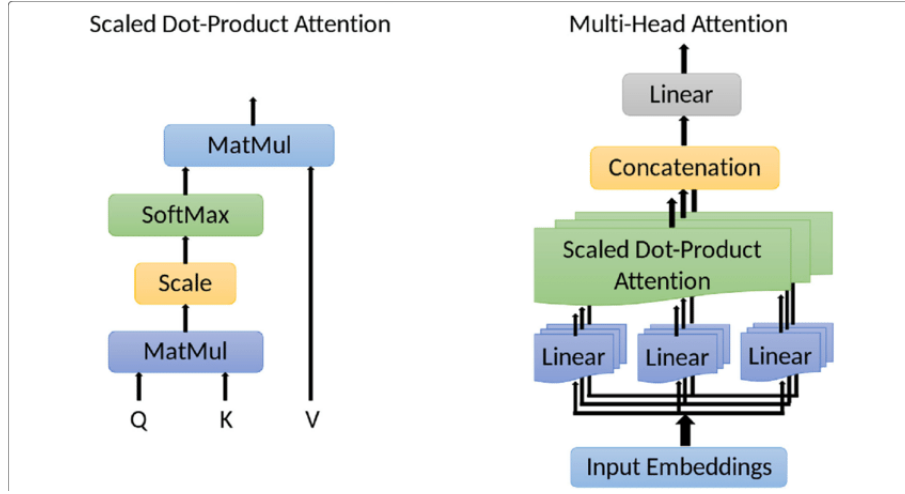 Scaled Dot-Product Attention
MatMul
SoftMax
Scale
MatMul
Q K V
Multi-Head Attention
Linear
Concatenation
Scaled Dot-Product
Attention
Linear Linear Linear
Input Embeddings